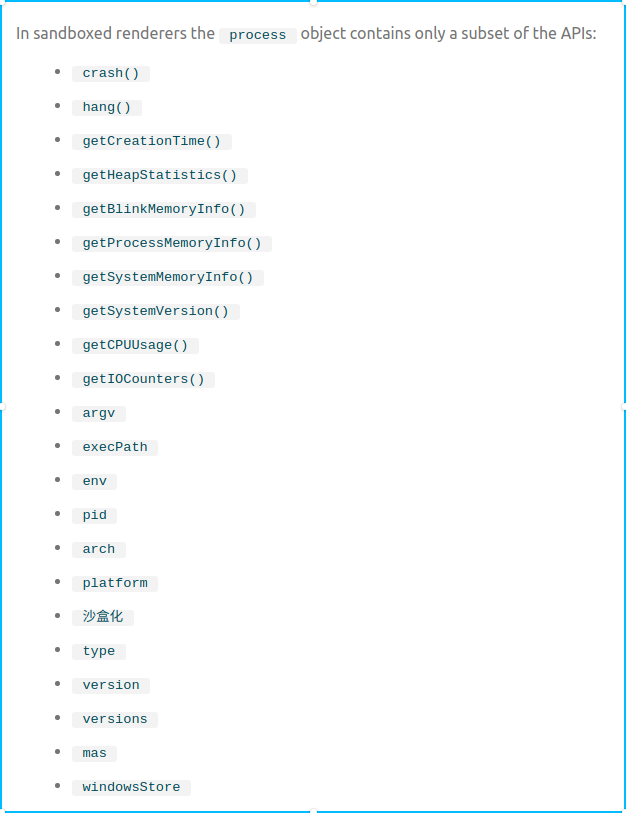 In sandboxed renderers the process object contains only a subset of the APIs:
crash()
hang()
getCreationTime()
getHeapStatistics()
getBlinkMemoryInfo()
getProcessMemoryInfo()
getSystemMemoryInfo()
getSystemVersion()
getCPUUsage()
getIOCounters()
argv
execPath
env
pid
arch
platform
沙盒化
type
version
versions
mas
windowsStore